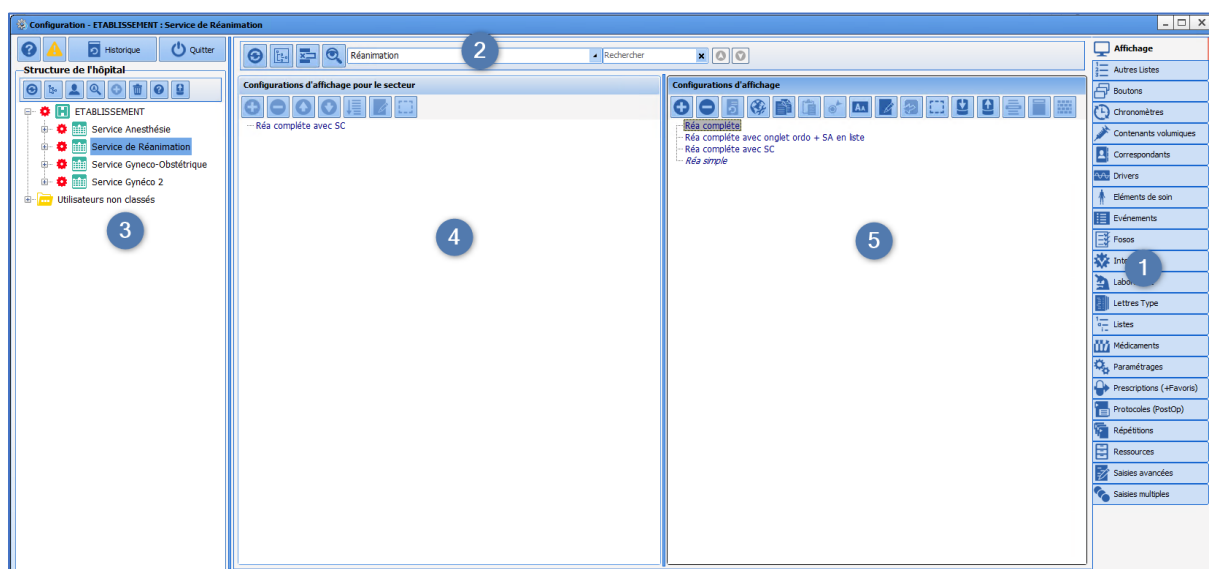 Configuration - ETABLISSEMENT : Service de Réanimation
Historique
Quitter
Structure de l'hôpital
ETABLISSEMENT
Service Anesthésie
Service de Réanimation
Service Gyneco-Obstétrique
Service Gynéco 2
Utilisateurs non classés
3
Réanimation
2
Rechercher
Configurations d'affichage pour le secteur
Réa complète avec SC
4
Configurations d'affichage
Réa complète
Réa complète avec onglet ordo + SA en liste
Réa complète avec SC
Réa simple
5
Affichage
Autres Listes
Boutons
Chronomètres
Contenants volumiques
Correspondants
Drivers
Eléments de soin
Evénements
Fosos
1
Lettres Type
Listes
Médicaments
Paramétrages
Prescriptions (+Favoris)
Protocoles (PostOp)
Répétitions
Ressources
Saisies avancées
Saisies multiples